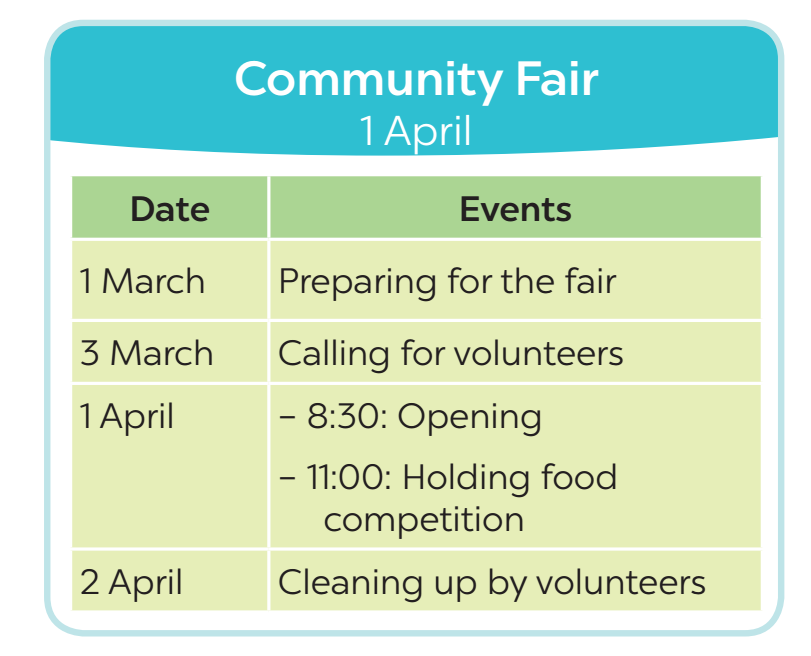 Community Fair
1 April
Date Events
1 March Preparing for the fair
3 March Calling for volunteers
1 April – 8:30: Opening
– 11:00: Holding food
competition
2 April Cleaning up by volunteers